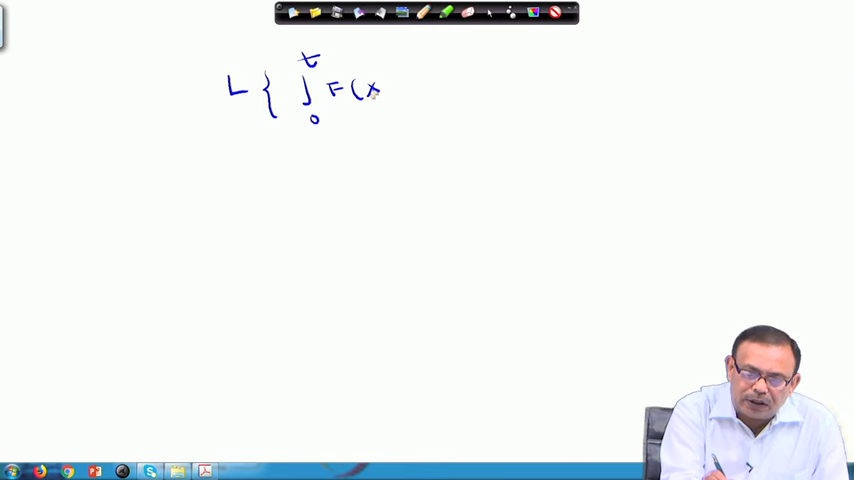 L { ∫₀ᵗ F(x